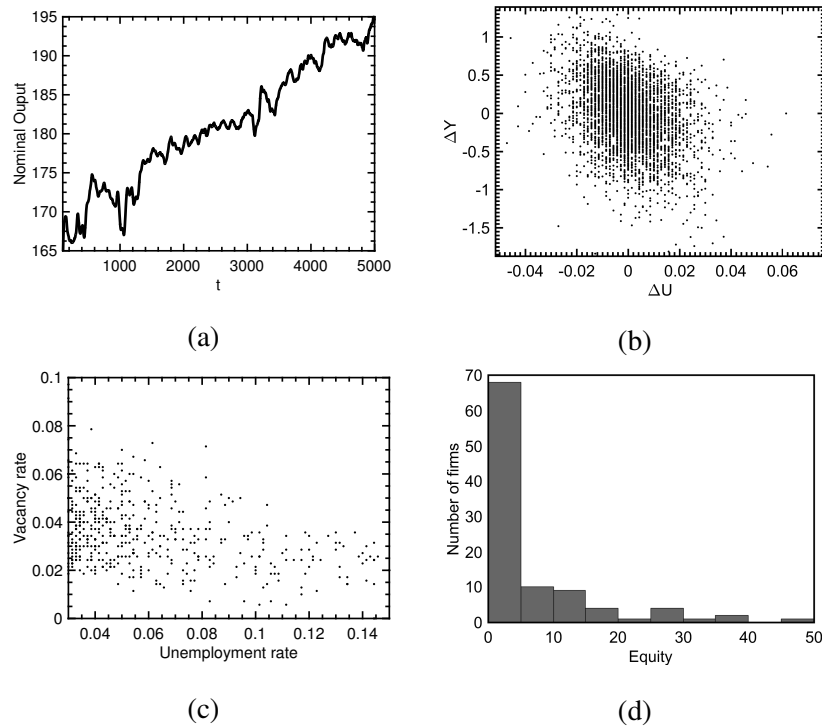 Nominal Ouput
195
190
185
180
175
170
165
1000 2000 3000 4000 5000
t
(a)
ΔY
1
0.5
0
-0.5
-1
-1.5
-0.04 -0.02 0 0.02 0.04 0.06
ΔU
(b)
Vacancy rate
0.1
0.08
0.06
0.04
0.02
0
0.04 0.06 0.08 0.1 0.12 0.14
Unemployment rate
(c)
Number of firms
70
60
50
40
30
20
10
0
0 10 20 30 40 50
Equity
(d)